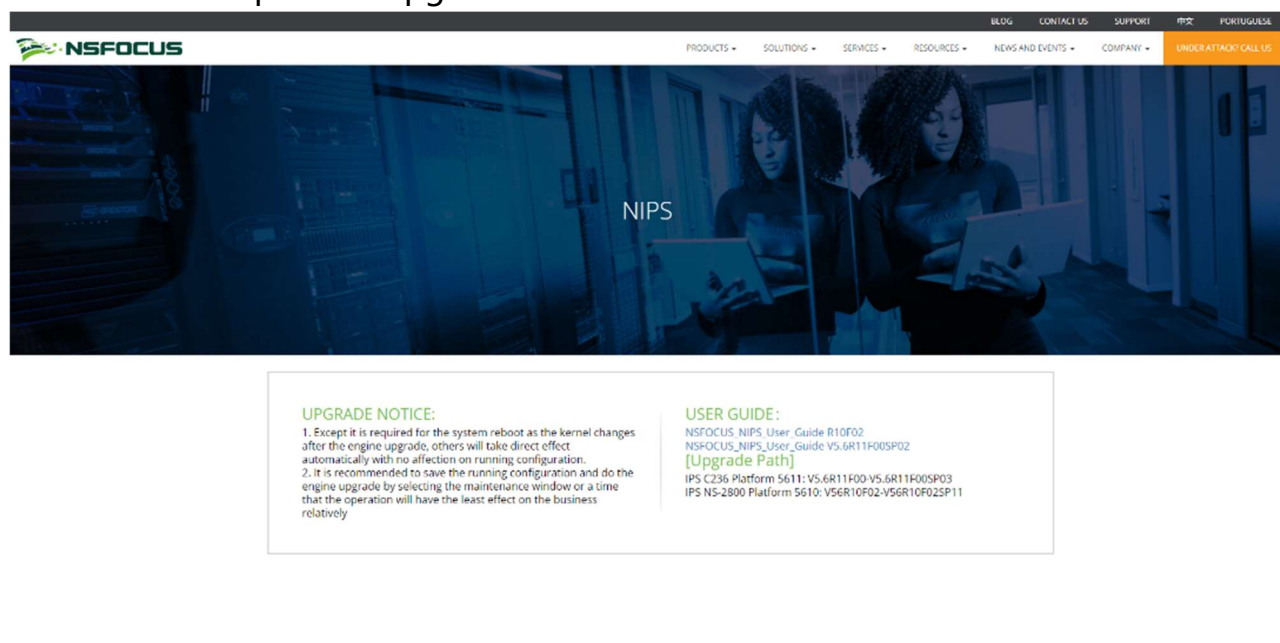 BLOG CONTACT US SUPPORT 中文 PORTUGUESE
NSFOCUS
PRODUCTS SOLUTIONS SERVICES RESOURCES NEWS AND EVENTS COMPANY UNDER ATTACK? CALL US
NIPS
UPGRADE NOTICE:
1. Except it is required for the system reboot as the kernel changes
after the engine upgrade, others will take direct effect
automatically with no affection on running configuration.
2. It is recommended to save the running configuration and do the
engine upgrade by selecting the maintenance window or a time
that the operation will have the least effect on the business
relatively
USER GUIDE:
NSFOCUS_NIPS_User_Guide R10F02
NSFOCUS_NIPS_User_Guide V5.6R11F00SP02
[Upgrade Path]
IPS C236 Platform 5611: V5.6R11F00-V5.6R11F00SP03
IPS NS-2800 Platform 5610: V56R10F02-V56R10F02SP11